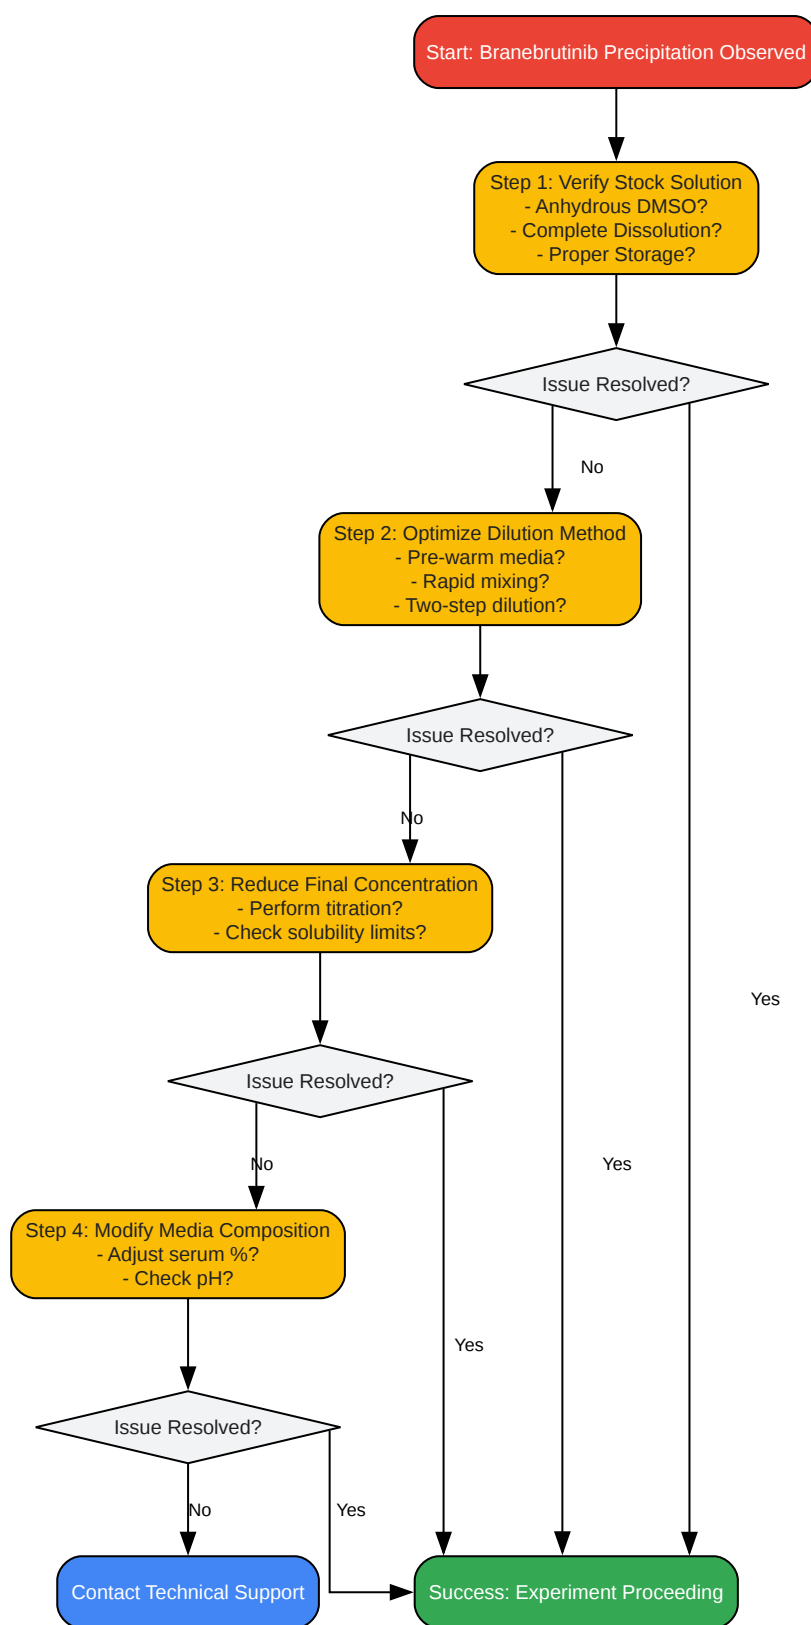 Start: Branebrutinib Precipitation Observed
Step 1: Verify Stock Solution
- Anhydrous DMSO?
- Complete Dissolution?
- Proper Storage?
Issue Resolved?
No
Step 2: Optimize Dilution Method
- Pre-warm media?
- Rapid mixing?
- Two-step dilution?
Issue Resolved?
No
Step 3: Reduce Final Concentration
- Perform titration?
- Check solubility limits?
Yes
Issue Resolved?
No
Yes
Step 4: Modify Media Composition
- Adjust serum %?
- Check pH?
Yes
Issue Resolved?
No
Yes
Contact Technical Support
Success: Experiment Proceeding